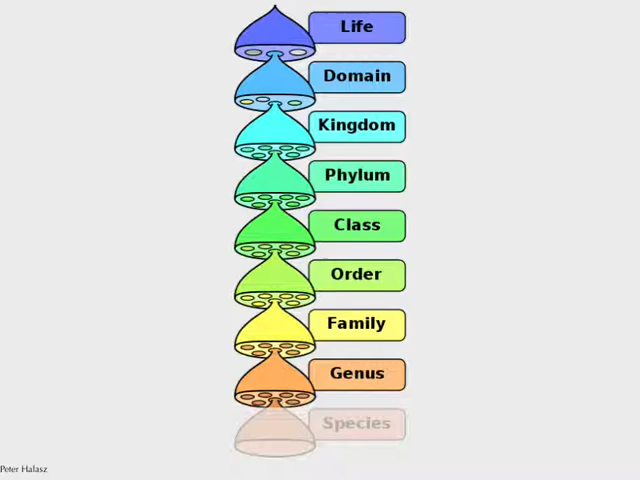 Life
Domain
Kingdom
Phylum
Class
Order
Family
Genus
Species
Peter Halasz